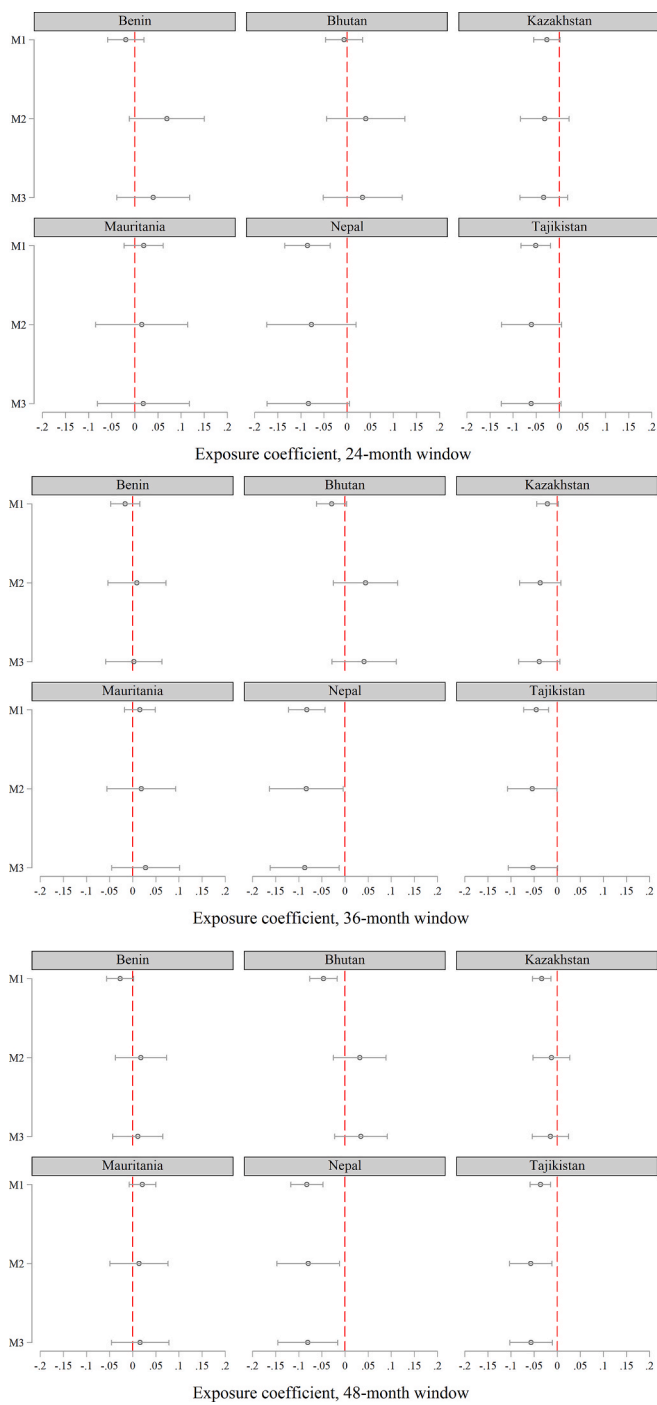 Benin Bhutan Kazakhstan
M1
M2
M3
Mauritania Nepal Tajikistan
M1
M2
M3
-.2 -.15 -.1 -.05 0 .05 .1 .15 .2 -.2 -.15 -.1 -.05 0 .05 .1 .15 .2 -.2 -.15 -.1 -.05 0 .05 .1 .15 .2
Exposure coefficient, 24-month window
Benin Bhutan Kazakhstan
M1
M2
M3
Mauritania Nepal Tajikistan
M1
M2
M3
-.2 -.15 -.1 -.05 0 .05 .1 .15 .2 -.2 -.15 -.1 -.05 0 .05 .1 .15 .2 -.2 -.15 -.1 -.05 0 .05 .1 .15 .2
Exposure coefficient, 36-month window
Benin Bhutan Kazakhstan
M1
M2
M3
Mauritania Nepal Tajikistan
M1
M2
M3
-.2 -.15 -.1 -.05 0 .05 .1 .15 .2 -.2 -.15 -.1 -.05 0 .05 .1 .15 .2 -.2 -.15 -.1 -.05 0 .05 .1 .15 .2
Exposure coefficient, 48-month window